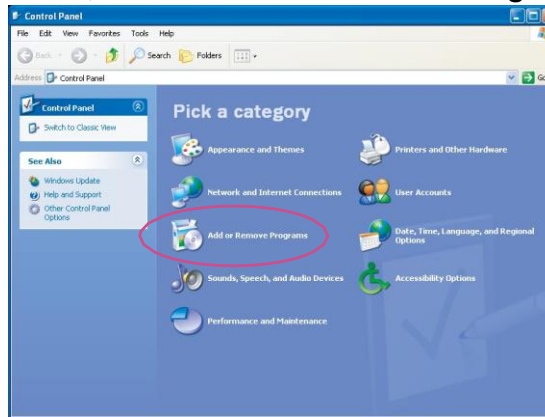 Control Panel
File Edit View Favorites Tools Help
Back Search Folders
Address Control Panel Go
Control Panel
Switch to Classic View
See Also
Windows Update
Help and Support
Other Control Panel
Options
Pick a category
Appearance and Themes
Printers and Other Hardware
Network and Internet Connections
User Accounts
Add or Remove Programs
Date, Time, Language, and Regional
Options
Sounds, Speech, and Audio Devices
Accessibility Options
Performance and Maintenance